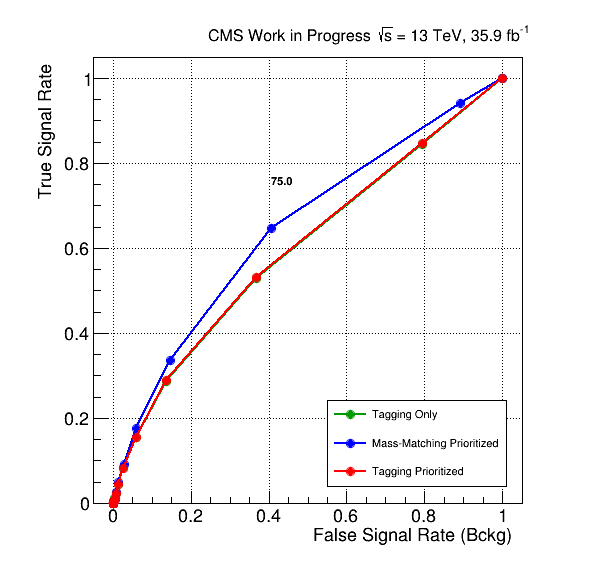 CMS Work in Progress √s = 13 TeV, 35.9 fb⁻¹
True Signal Rate
1
0.8
0.6
0.4
0.2
0
75.0
Tagging Only
Mass-Matching Prioritized
Tagging Prioritized
0 0.2 0.4 0.6 0.8 1
False Signal Rate (Bckg)